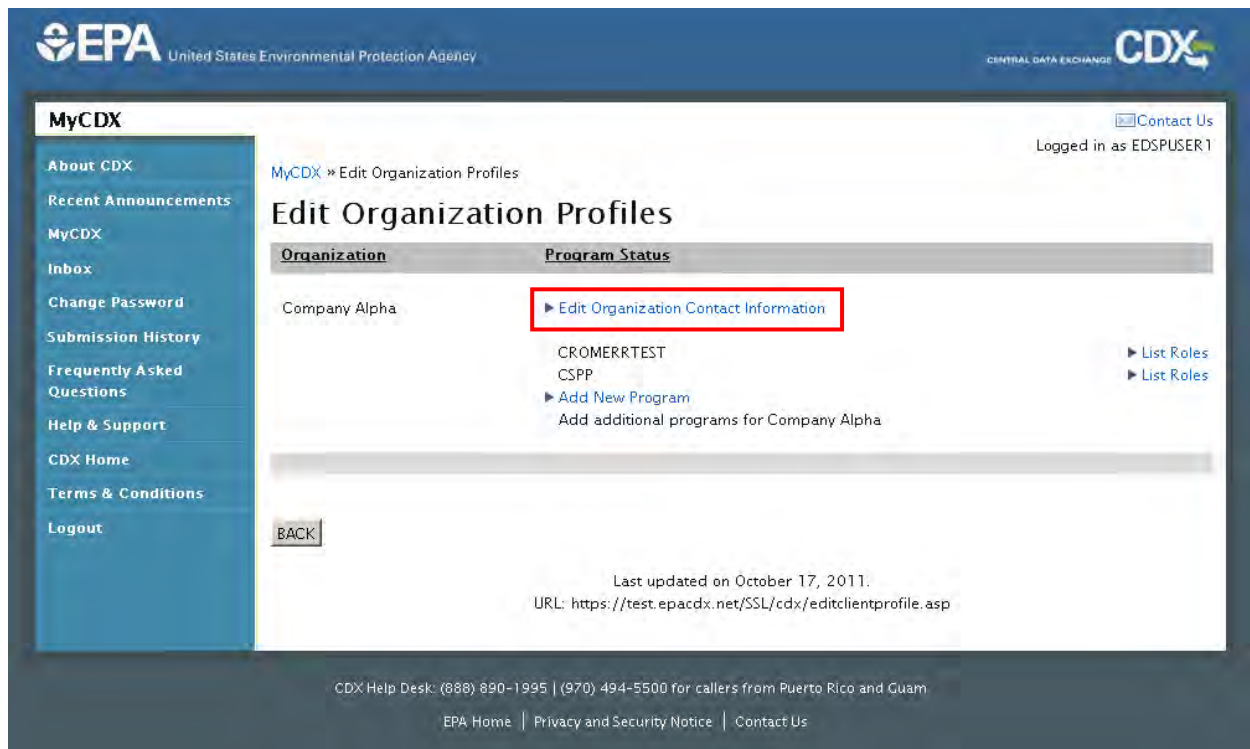 EPA United States Environmental Protection Agency
CENTRAL DATA EXCHANGE CDX
MyCDX
Contact Us
Logged in as EDSPUSER1
About CDX
Recent Announcements
MyCDX
Inbox
Change Password
Submission History
Frequently Asked
Questions
Help & Support
CDX Home
Terms & Conditions
Logout
MyCDX » Edit Organization Profiles
Edit Organization Profiles
Organization Program Status
Company Alpha Edit Organization Contact Information
CROMERRTEST List Roles
CSPP List Roles
Add New Program
Add additional programs for Company Alpha
BACK
Last updated on October 17, 2011.
URL: https://test.epacdx.net/SSL/cdx/editclientprofile.asp
CDX Help Desk: (888) 890-1995 | (970) 494-5500 for callers from Puerto Rico and Guam
EPA Home | Privacy and Security Notice | Contact Us